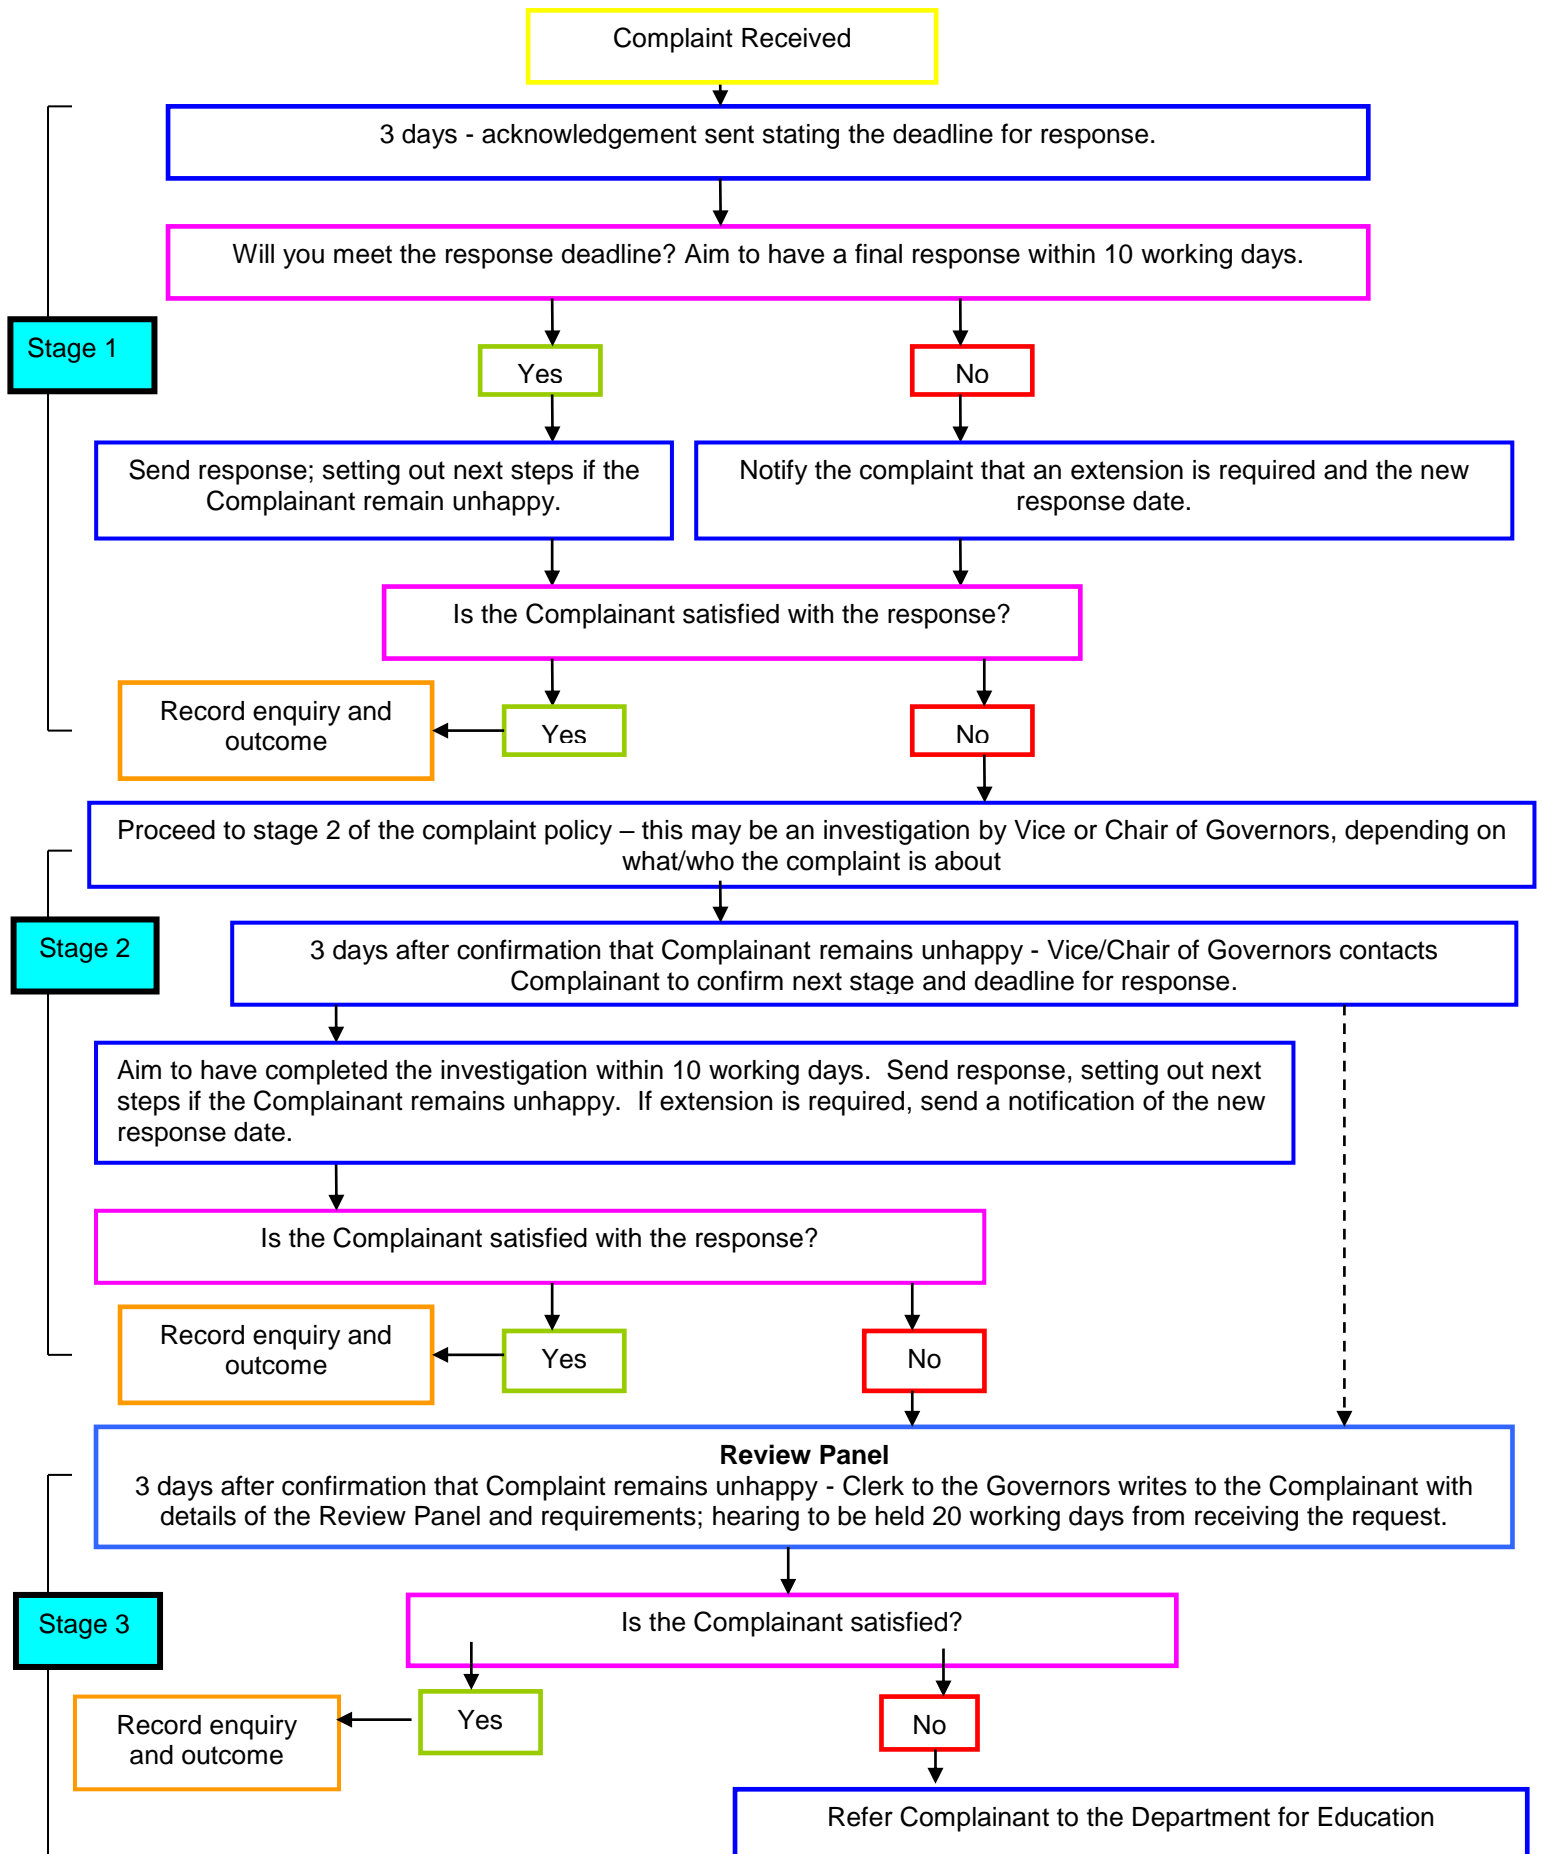 Complaint Received
3 days - acknowledgement sent stating the deadline for response.
Will you meet the response deadline? Aim to have a final response within 10 working days.
Stage 1
Yes
No
Send response; setting out next steps if the
Complainant remain unhappy.
Notify the complaint that an extension is required and the new
response date.
Is the Complainant satisfied with the response?
Record enquiry and
outcome
Yes
No
Proceed to stage 2 of the complaint policy – this may be an investigation by Vice or Chair of Governors, depending on
what/who the complaint is about
Stage 2
3 days after confirmation that Complainant remains unhappy - Vice/Chair of Governors contacts
Complainant to confirm next stage and deadline for response.
Aim to have completed the investigation within 10 working days.  Send response, setting out next
steps if the Complainant remains unhappy.  If extension is required, send a notification of the new
response date.
Is the Complainant satisfied with the response?
Record enquiry and
outcome
Yes
No
Review Panel
3 days after confirmation that Complaint remains unhappy - Clerk to the Governors writes to the Complainant with
details of the Review Panel and requirements; hearing to be held 20 working days from receiving the request.
Stage 3
Is the Complainant satisfied?
Record enquiry
and outcome
Yes
No
Refer Complainant to the Department for Education